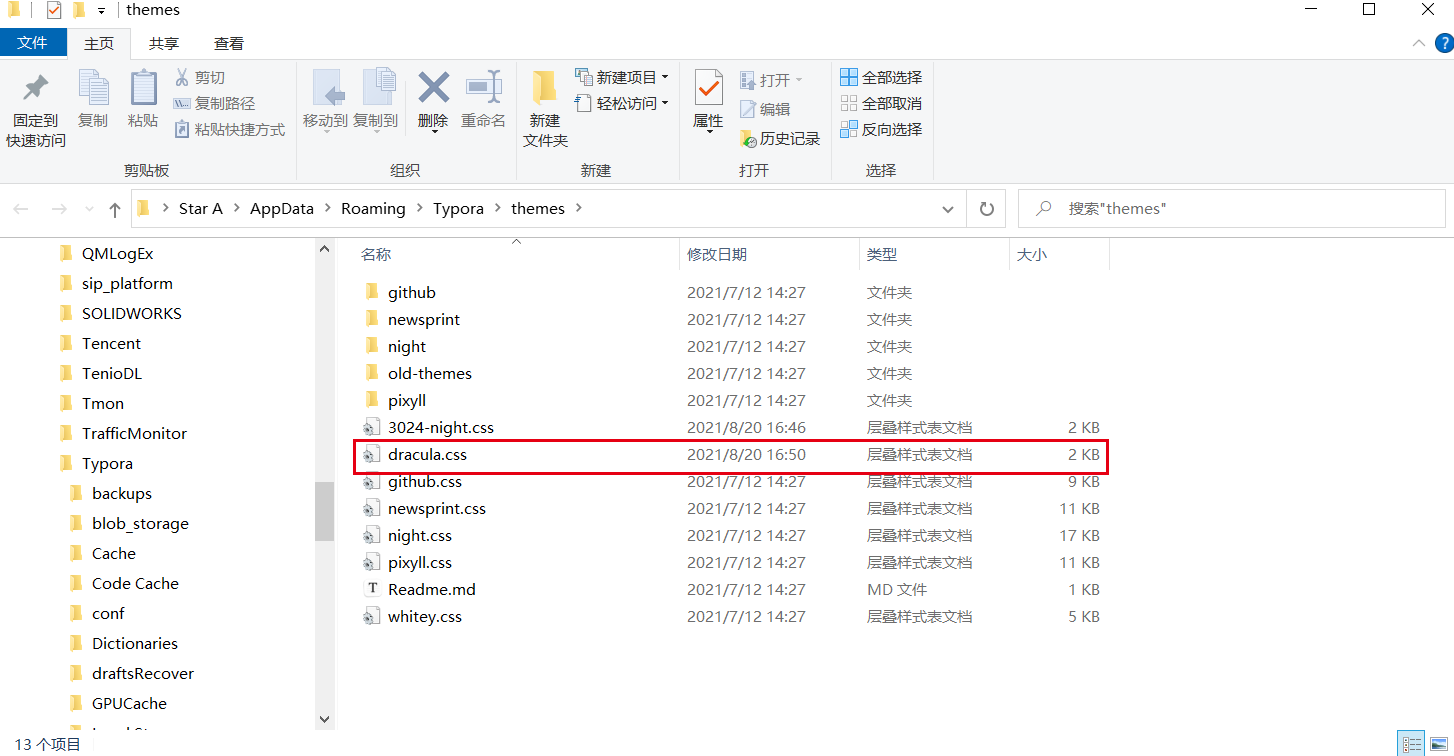 themes
文件 主页 共享 查看
固定到
快速访问
复制
粘贴
剪切
复制路径
粘贴快捷方式
剪贴板
移动到
复制到
删除
重命名
组织
新建
文件夹
新建项目
轻松访问
新建
属性
打开
编辑
历史记录
打开
全部选择
全部取消
反向选择
选择
Star A > AppData > Roaming > Typora > themes >
搜索"themes"
QMLogEx
sip_platform
SOLIDWORKS
Tencent
TenioDL
Tmon
TrafficMonitor
Typora
backups
blob_storage
Cache
Code Cache
conf
Dictionaries
draftsRecover
GPUCache
名称 修改日期 类型 大小
github 2021/7/12 14:27 文件夹
newsprint 2021/7/12 14:27 文件夹
night 2021/7/12 14:27 文件夹
old-themes 2021/7/12 14:27 文件夹
pixyll 2021/7/12 14:27 文件夹
3024-night.css 2021/8/20 16:46 层叠样式表文档 2 KB
dracula.css 2021/8/20 16:50 层叠样式表文档 2 KB
github.css 2021/7/12 14:27 层叠样式表文档 9 KB
newsprint.css 2021/7/12 14:27 层叠样式表文档 11 KB
night.css 2021/7/12 14:27 层叠样式表文档 17 KB
pixyll.css 2021/7/12 14:27 层叠样式表文档 11 KB
Readme.md 2021/7/12 14:27 MD 文件 1 KB
whitey.css 2021/7/12 14:27 层叠样式表文档 5 KB
13 个项目